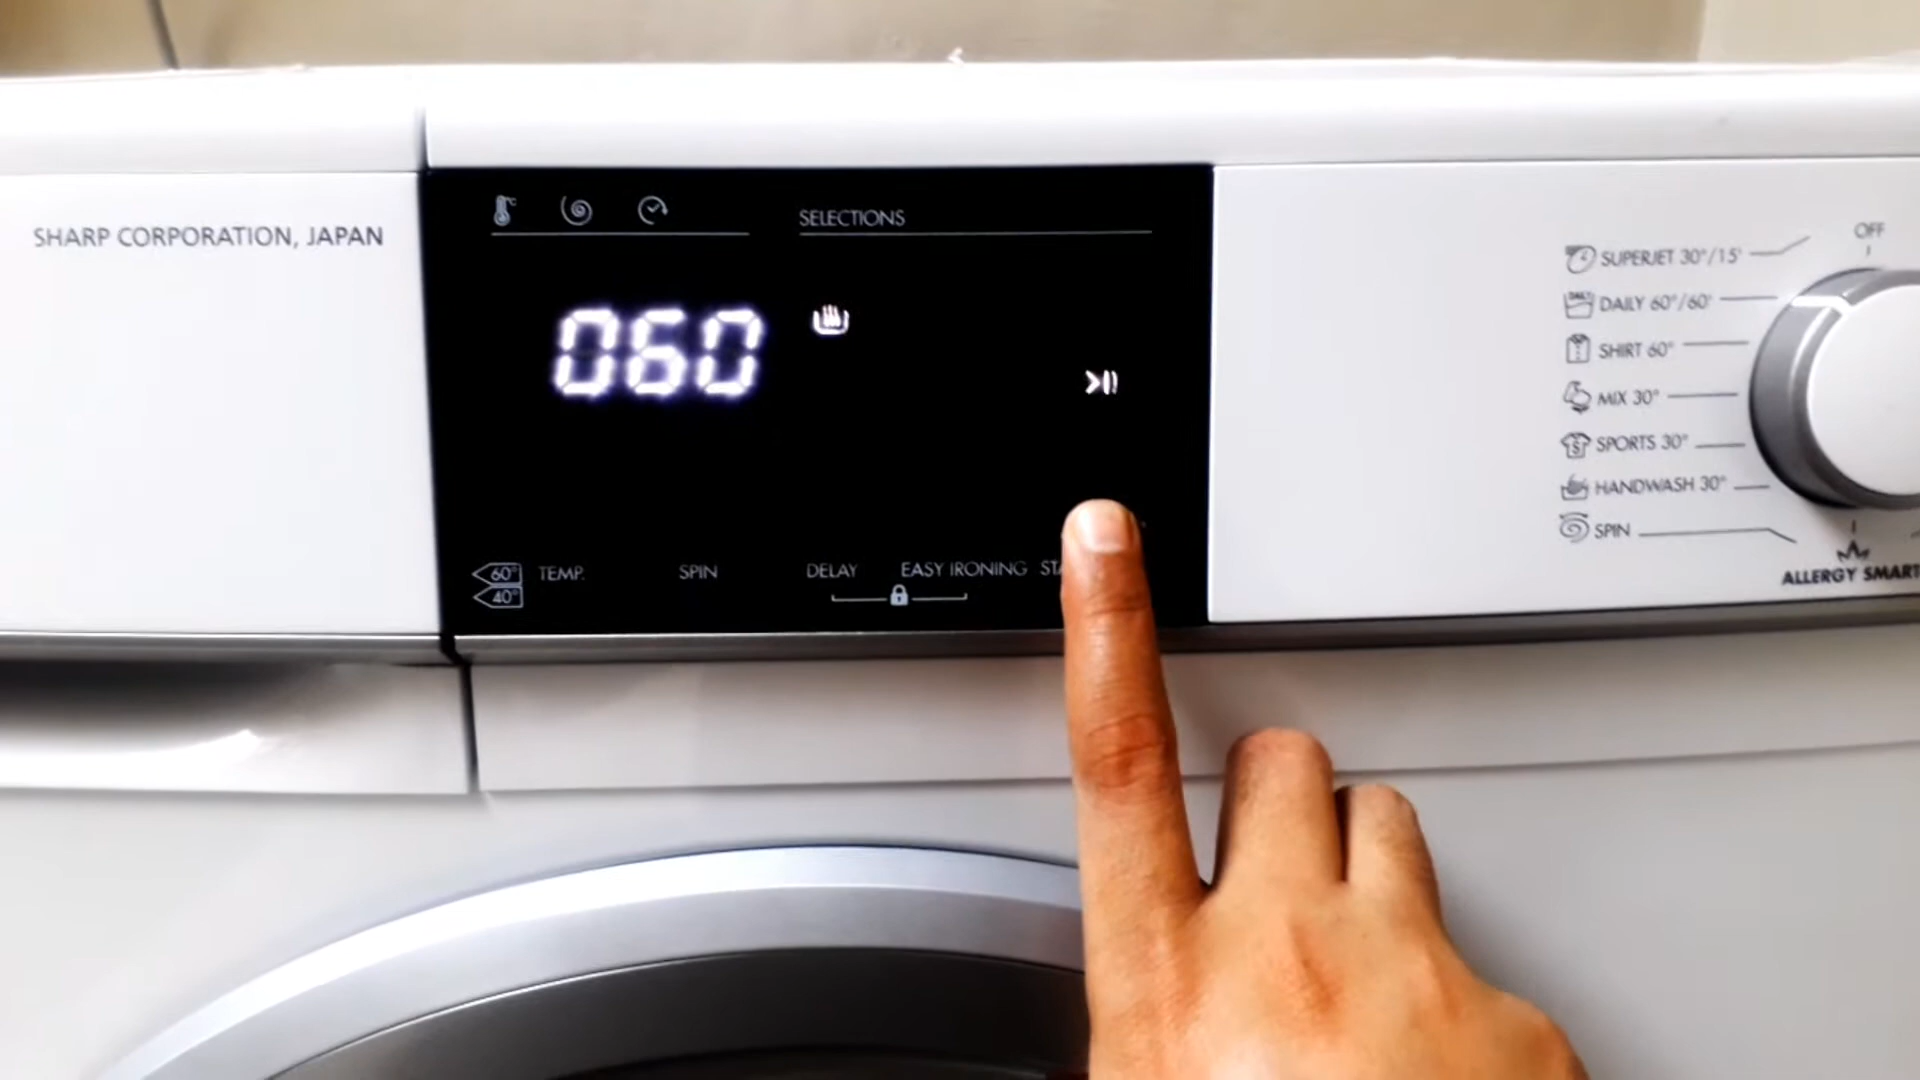 SHARP CORPORATION, JAPAN
SELECTIONS
060
60°
40°
TEMP.
SPIN
DELAY
EASY IRONING
OFF
SUPERJET 30°/15'
DAILY 60°/60'
SHIRT 60°
MIX 30°
SPORTS 30°
HANDWASH 30°
SPIN
ALLERGY SMART